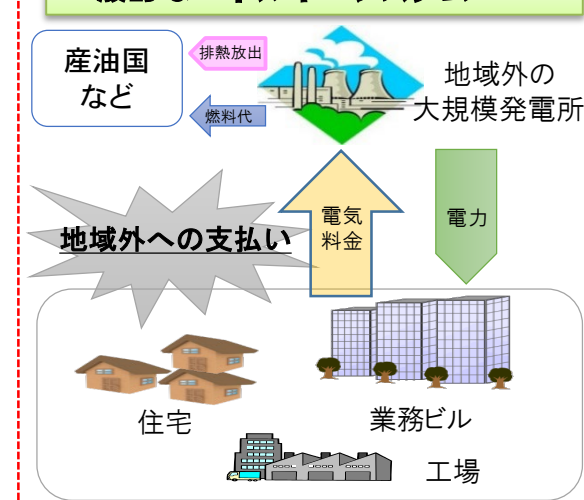 産油国
など
排熱放出
燃料代
地域外の
大規模発電所
電気
料金
電力
地域外への支払い
住宅
業務ビル
工場